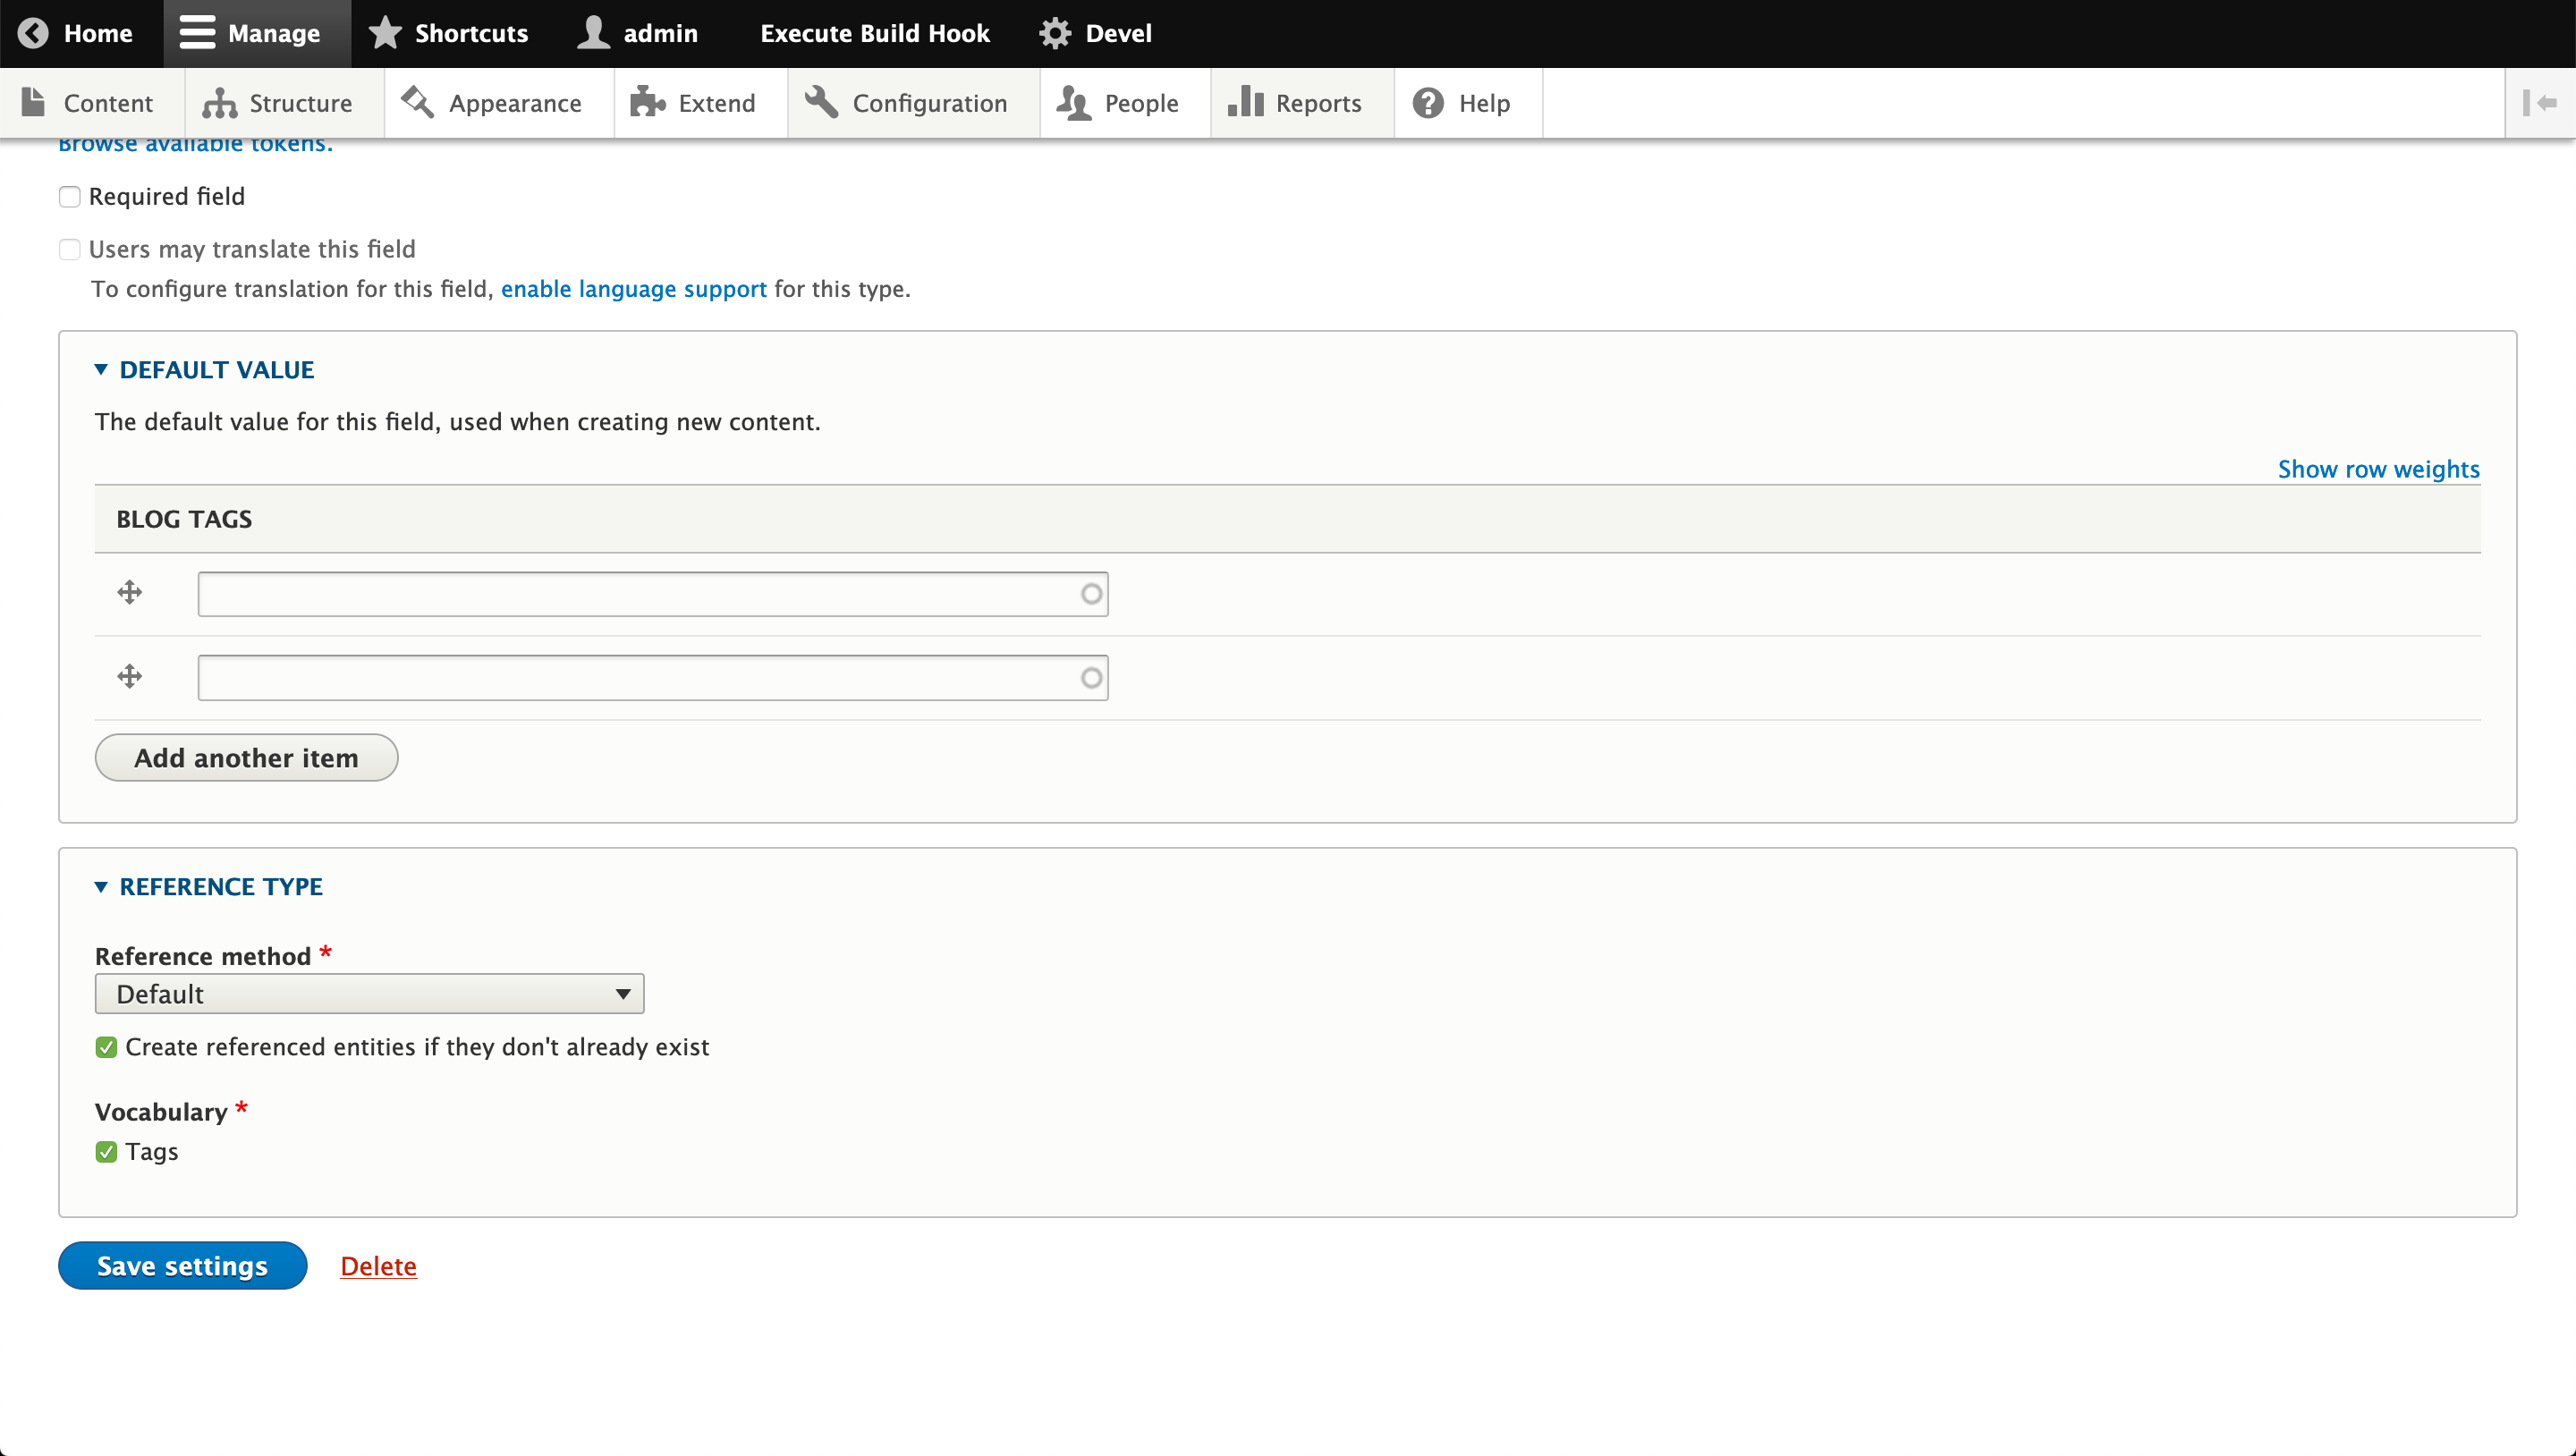 Home Manage Shortcuts admin Execute Build Hook Devel
Content Structure Appearance Extend Configuration People Reports Help
Browse available tokens.
Required field
Users may translate this field
To configure translation for this field, enable language support for this type.
DEFAULT VALUE
The default value for this field, used when creating new content.
Show row weights
BLOG TAGS
Add another item
REFERENCE TYPE
Reference method *
Default
Create referenced entities if they don't already exist
Vocabulary *
Tags
Save settings Delete